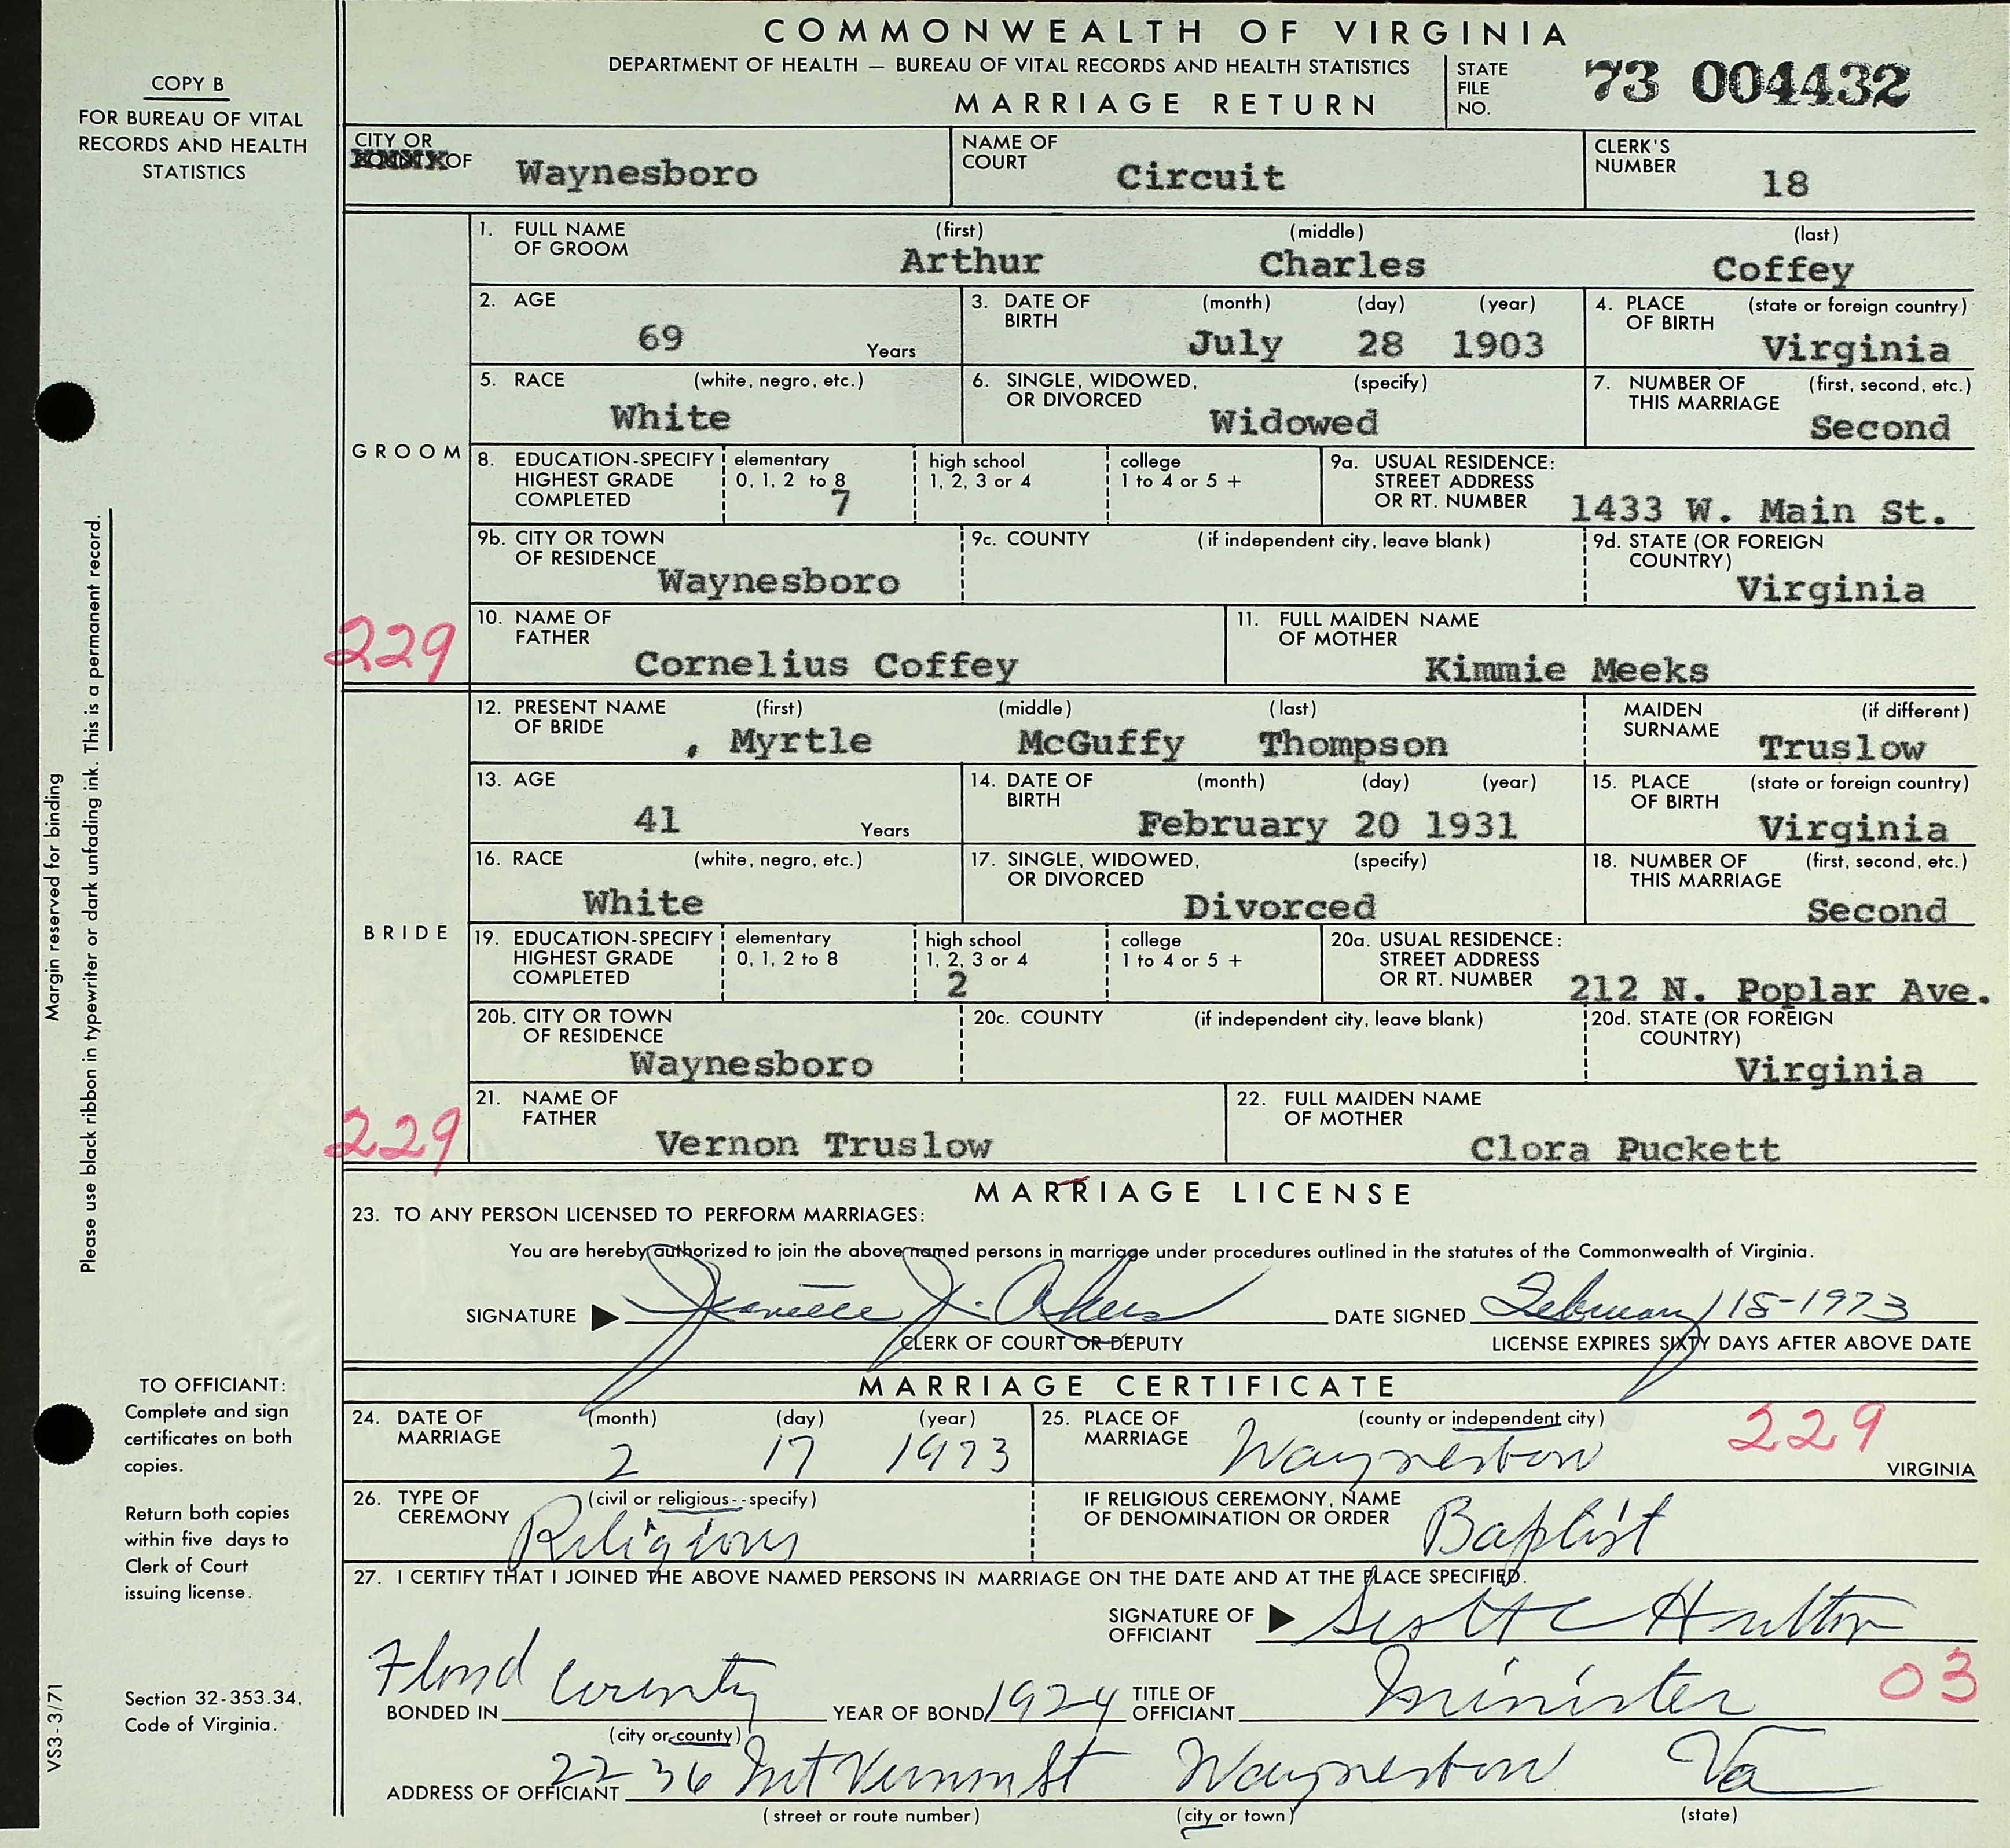 COMMONWEALTH OF VIRGINIA
DEPARTMENT OF HEALTH — BUREAU OF VITAL RECORDS AND HEALTH STATISTICS
MARRIAGE RETURN
STATE FILE NO. 73 004432
COPY B
FOR BUREAU OF VITAL
RECORDS AND HEALTH
STATISTICS
CITY OR OF Waynesboro
NAME OF COURT Circuit
CLERK'S NUMBER 18
GROOM
1. FULL NAME OF GROOM (first) Arthur (middle) Charles (last) Coffey
2. AGE 69 Years
3. DATE OF BIRTH (month) (day) (year) July 28 1903
4. PLACE OF BIRTH (state or foreign country) Virginia
5. RACE (white, negro, etc.) White
6. SINGLE, WIDOWED, OR DIVORCED (specify) Widowed
7. NUMBER OF THIS MARRIAGE (first, second, etc.) Second
8. EDUCATION-SPECIFY HIGHEST GRADE COMPLETED elementary 0, 1, 2 to 8 7 high school 1, 2, 3 or 4 college 1 to 4 or 5 +
9a. USUAL RESIDENCE: STREET ADDRESS OR RT. NUMBER 1433 W. Main St.
9b. CITY OR TOWN OF RESIDENCE Waynesboro
9c. COUNTY (if independent city, leave blank)
9d. STATE (OR FOREIGN COUNTRY) Virginia
229
10. NAME OF FATHER Cornelius Coffey
11. FULL MAIDEN NAME OF MOTHER Kimmie Meeks
BRIDE
12. PRESENT NAME OF BRIDE (first) Myrtle (middle) McGuffy (last) Thompson
MAIDEN SURNAME (if different) Truslow
13. AGE 41 Years
14. DATE OF BIRTH (month) (day) (year) February 20 1931
15. PLACE OF BIRTH (state or foreign country) Virginia
16. RACE (white, negro, etc.) White
17. SINGLE, WIDOWED, OR DIVORCED (specify) Divorced
18. NUMBER OF THIS MARRIAGE (first, second, etc.) Second
19. EDUCATION-SPECIFY HIGHEST GRADE COMPLETED elementary 0, 1, 2 to 8 high school 1, 2, 3 or 4 2 college 1 to 4 or 5 +
20a. USUAL RESIDENCE: STREET ADDRESS OR RT. NUMBER 212 N. Poplar Ave.
20b. CITY OR TOWN OF RESIDENCE Waynesboro
20c. COUNTY (if independent city, leave blank)
20d. STATE (OR FOREIGN COUNTRY) Virginia
229
21. NAME OF FATHER Vernon Truslow
22. FULL MAIDEN NAME OF MOTHER Clora Puckett
MARRIAGE LICENSE
23. TO ANY PERSON LICENSED TO PERFORM MARRIAGES:
You are hereby authorized to join the above named persons in marriage under procedures outlined in the statutes of the Commonwealth of Virginia.
SIGNATURE J. Akers DATE SIGNED February 15-1973
CLERK OF COURT OR DEPUTY LICENSE EXPIRES SIXTY DAYS AFTER ABOVE DATE
MARRIAGE CERTIFICATE
24. DATE OF MARRIAGE (month) (day) (year) 2 17 1973
25. PLACE OF MARRIAGE (county or independent city) Waynesboro 229 VIRGINIA
26. TYPE OF CEREMONY (civil or religious--specify) Religious
IF RELIGIOUS CEREMONY, NAME OF DENOMINATION OR ORDER Baptist
27. I CERTIFY THAT I JOINED THE ABOVE NAMED PERSONS IN MARRIAGE ON THE DATE AND AT THE PLACE SPECIFIED.
SIGNATURE OF OFFICIANT Scott C Hutton
BONDED IN Floyd County YEAR OF BOND 1924 TITLE OF OFFICIANT Minister 03
(city or county)
ADDRESS OF OFFICIANT 2236 Mt Vernon St Waynesboro Va
(street or route number) (city or town) (state)
Margin reserved for binding
Please use black ribbon in typewriter or dark unfading ink. This is a permanent record.
TO OFFICIANT:
Complete and sign
certificates on both
copies.
Return both copies
within five days to
Clerk of Court
issuing license.
Section 32-353.34,
Code of Virginia.
VS3-3/71